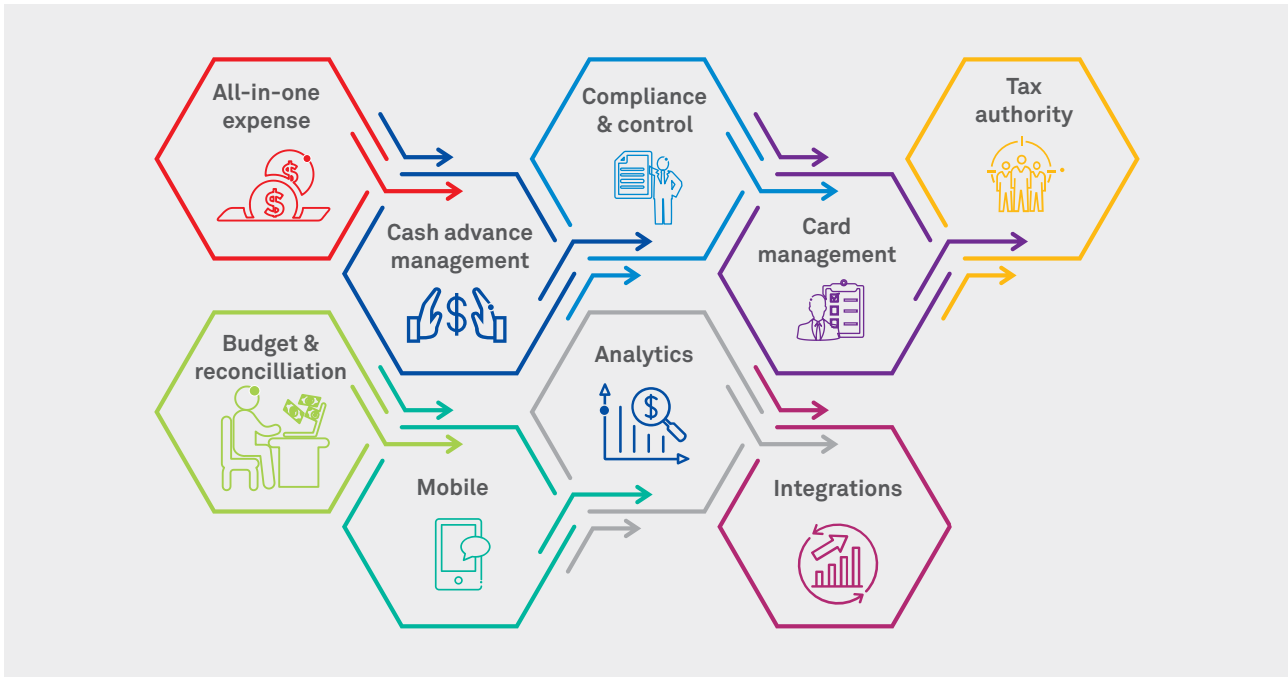 All-in-one
expense
Cash advance
management
Compliance
& control
Card
management
Tax
authority
Budget &
reconcilliation
Mobile
Analytics
Integrations